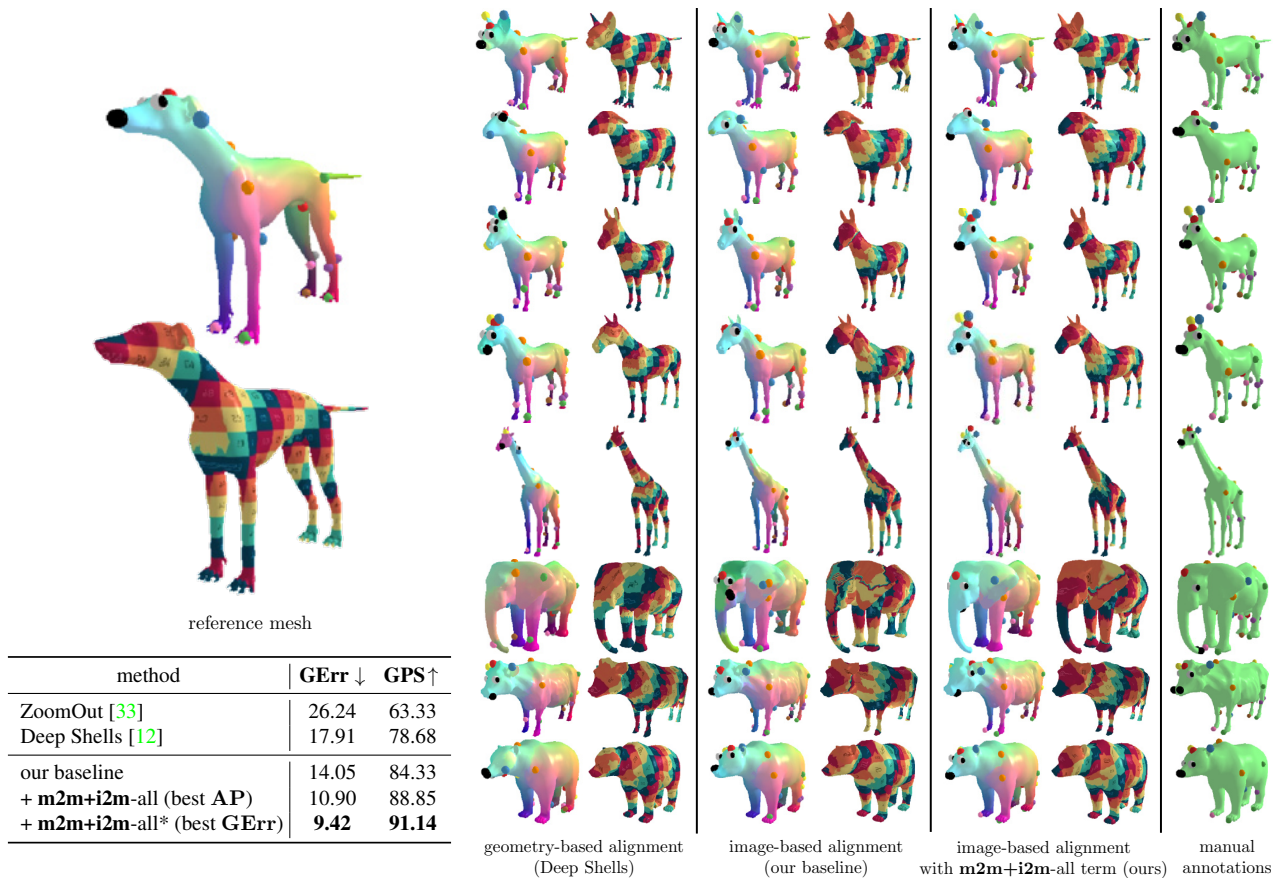 reference mesh
method GErr ↓ GPS↑
ZoomOut [33] 26.24 63.33
Deep Shells [12] 17.91 78.68
our baseline 14.05 84.33
+ m2m+i2m-all (best AP) 10.90 88.85
+ m2m+i2m-all* (best GErr) 9.42 91.14
geometry-based alignment
(Deep Shells)
image-based alignment
(our baseline)
image-based alignment
with m2m+i2m-all term (ours)
manual
annotations